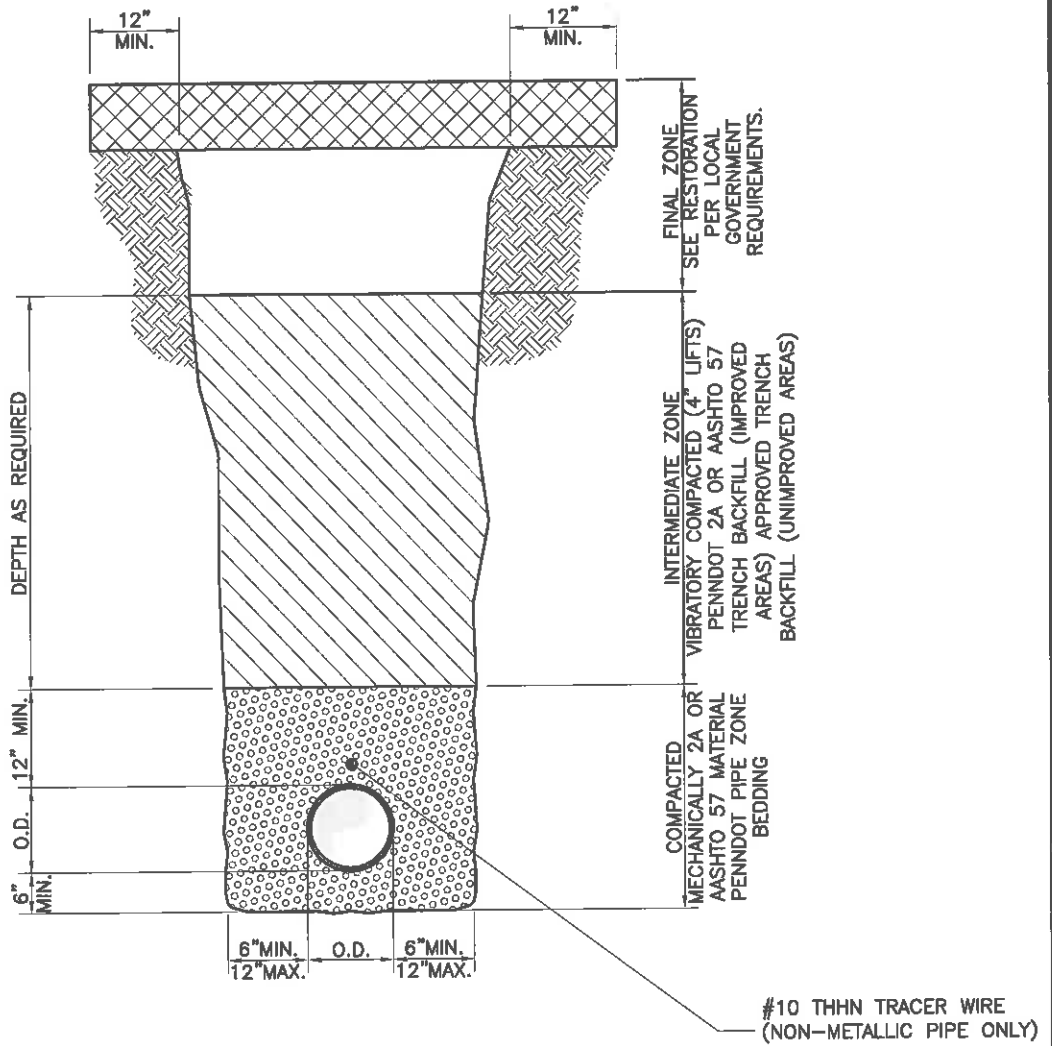 12"
MIN.
12"
MIN.
FINAL ZONE
SEE RESTORATION
PER LOCAL
GOVERNMENT
REQUIREMENTS.
DEPTH AS REQUIRED
INTERMEDIATE ZONE
VIBRATORY COMPACTED (4" LIFTS)
PENNDOT 2A OR AASHTO 57
TRENCH BACKFILL (IMPROVED
AREAS) APPROVED TRENCH
BACKFILL (UNIMPROVED AREAS)
12" MIN.
O.D.
6"
MIN.
COMPACTED
MECHANICALLY 2A OR
AASHTO 57 MATERIAL
PENNDOT PIPE ZONE
BEDDING
6"MIN.
12"MAX.
O.D.
6"MIN.
12"MAX.
#10 THHN TRACER WIRE
(NON-METALLIC PIPE ONLY)